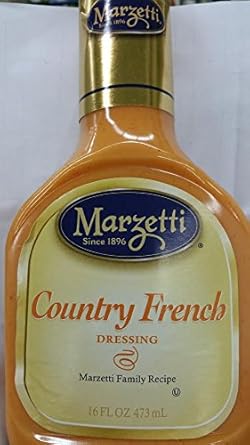 Marzetti
Since 1896
Marzetti
Since 1896
®
Country French
DRESSING
Marzetti Family Recipe
U
16 FL OZ 473 mL